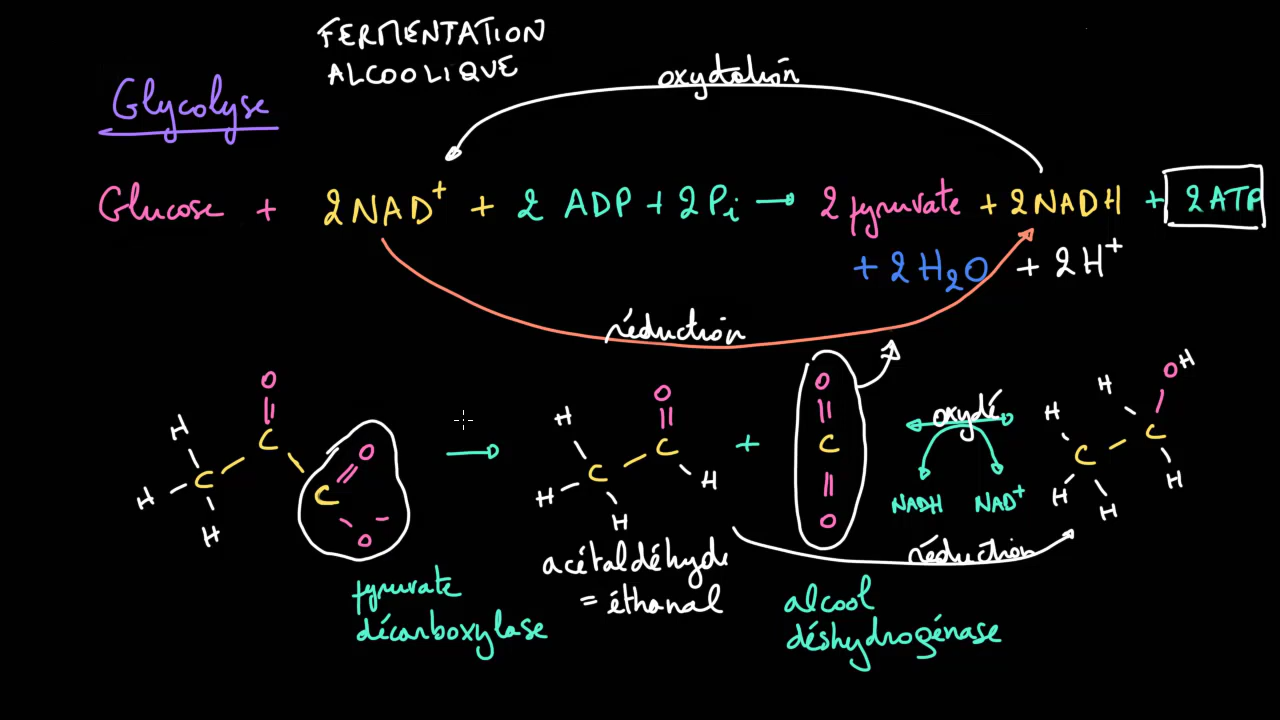 FERMENTATION
ALCOOLIQUE
oxydation
Glycolyse
Glucose + 2NAD⁺ + 2 ADP + 2Pi → 2 pyruvate + 2NADH + 2ATP
+ 2H₂O + 2H⁺
réduction
O H
O O O H
H H oxydé H
C C C + C C
H C C O H C H NADH NAD⁺ H C H
H O⁻ H O réduction H
acétaldéhyde
= éthanal
pyruvate
décarboxylase
alcool
déshydrogénase